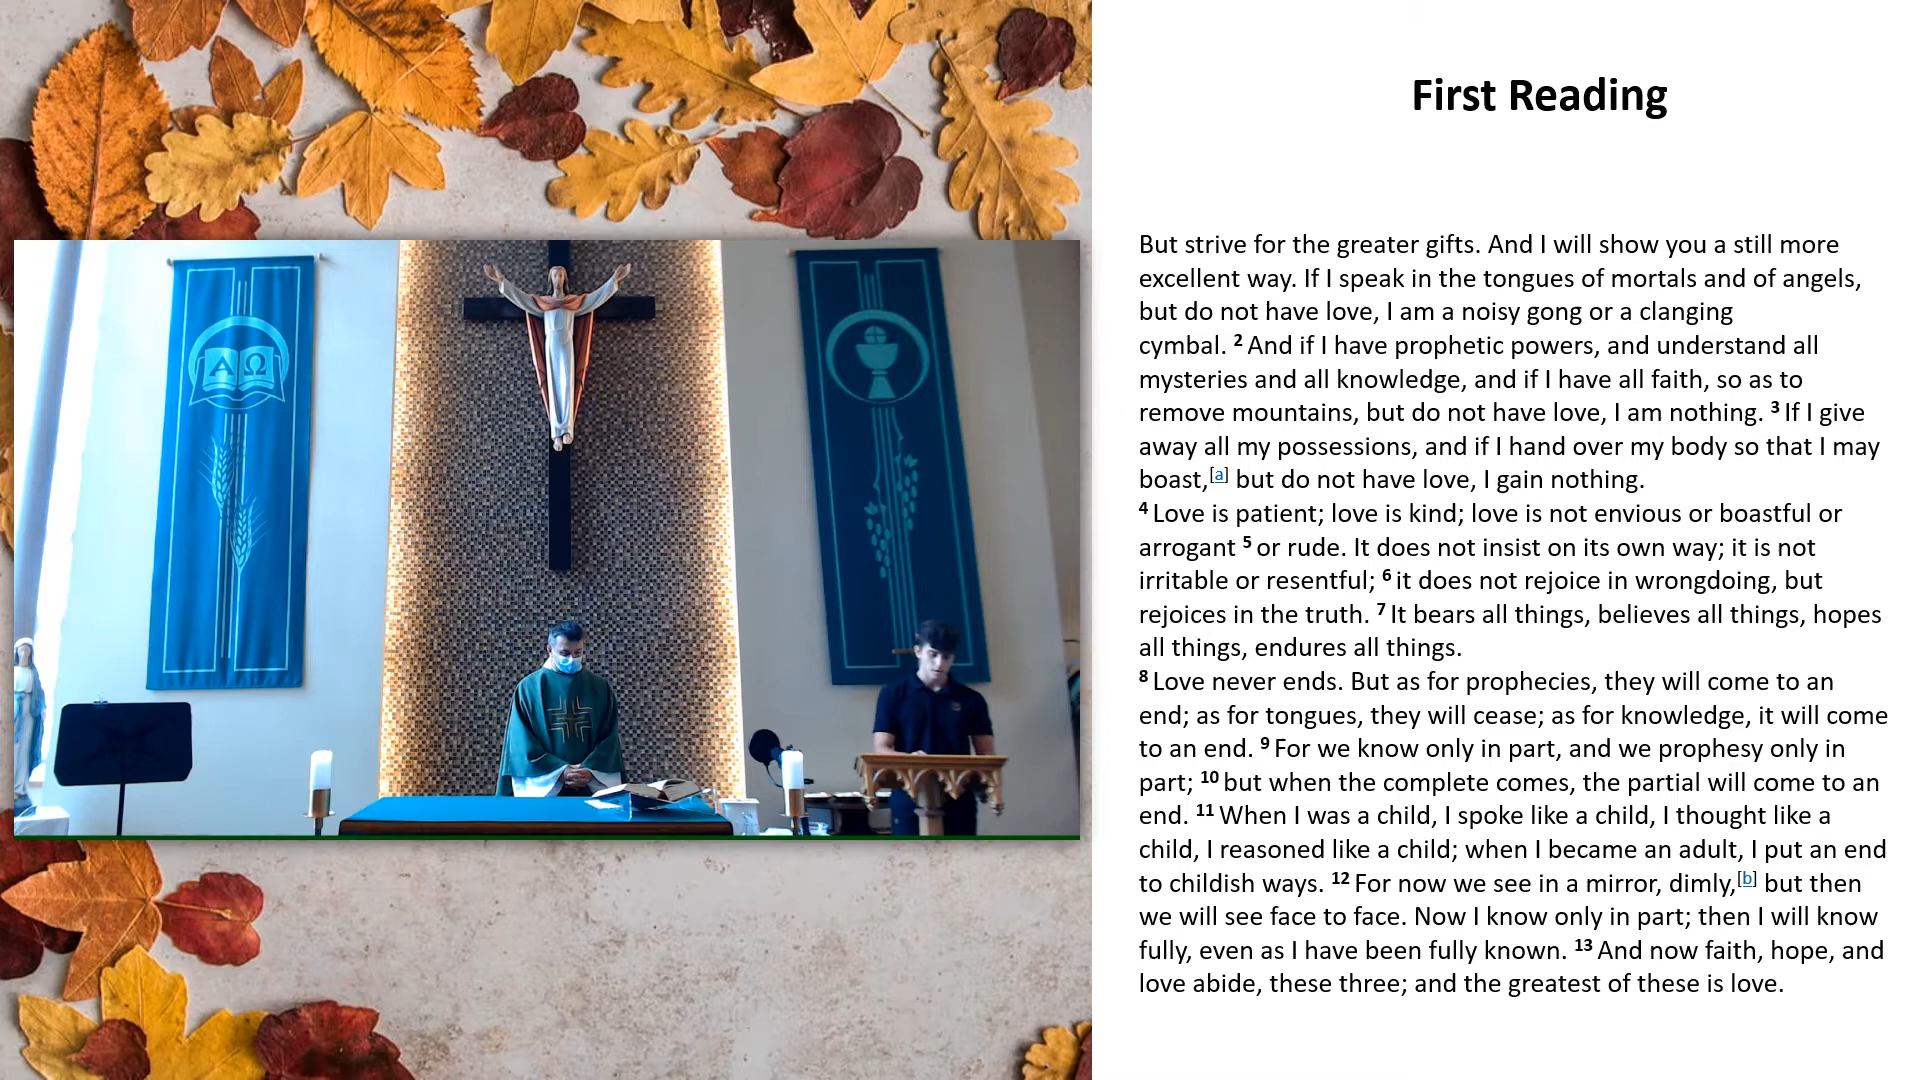 First Reading
But strive for the greater gifts. And I will show you a still more
excellent way. If I speak in the tongues of mortals and of angels,
but do not have love, I am a noisy gong or a clanging
cymbal. 2 And if I have prophetic powers, and understand all
mysteries and all knowledge, and if I have all faith, so as to
remove mountains, but do not have love, I am nothing. 3 If I give
away all my possessions, and if I hand over my body so that I may
boast,[a] but do not have love, I gain nothing.
4 Love is patient; love is kind; love is not envious or boastful or
arrogant 5 or rude. It does not insist on its own way; it is not
irritable or resentful; 6 it does not rejoice in wrongdoing, but
rejoices in the truth. 7 It bears all things, believes all things, hopes
all things, endures all things.
8 Love never ends. But as for prophecies, they will come to an
end; as for tongues, they will cease; as for knowledge, it will come
to an end. 9 For we know only in part, and we prophesy only in
part; 10 but when the complete comes, the partial will come to an
end. 11 When I was a child, I spoke like a child, I thought like a
child, I reasoned like a child; when I became an adult, I put an end
to childish ways. 12 For now we see in a mirror, dimly,[b] but then
we will see face to face. Now I know only in part; then I will know
fully, even as I have been fully known. 13 And now faith, hope, and
love abide, these three; and the greatest of these is love.
Α Ω